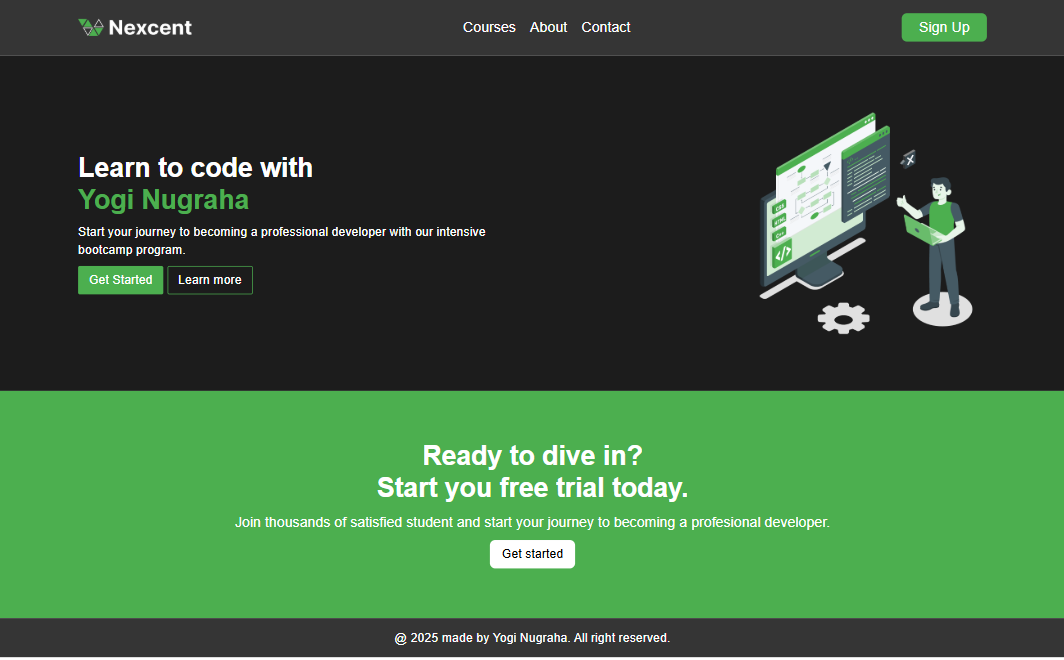 Nexcent
Courses About Contact
Sign Up
Learn to code with
Yogi Nugraha
Start your journey to becoming a professional developer with our intensive
bootcamp program.
Get Started Learn more
CSS
HTML
C++
</>
Ready to dive in?
Start you free trial today.
Join thousands of satisfied student and start your journey to becoming a profesional developer.
Get started
@ 2025 made by Yogi Nugraha. All right reserved.